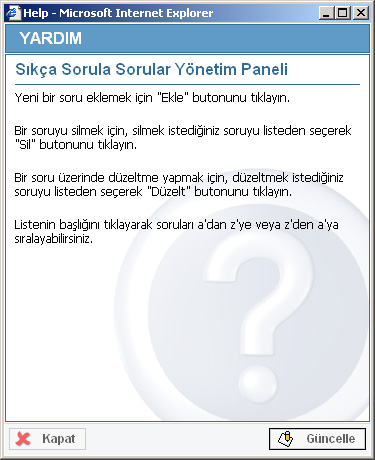 Help - Microsoft Internet Explorer
YARDIM
Sıkça Sorula Sorular Yönetim Paneli
Yeni bir soru eklemek için "Ekle" butonunu tıklayın.
Bir soruyu silmek için, silmek istediğiniz soruyu listeden seçerek
"Sil" butonunu tıklayın.
Bir soru üzerinde düzeltme yapmak için, düzeltmek istediğiniz
soruyu listeden seçerek "Düzelt" butonunu tıklayın.
Listenin başlığını tıklayarak soruları a'dan z'ye veya z'den a'ya
sıralayabilirsiniz.
Kapat
Güncelle